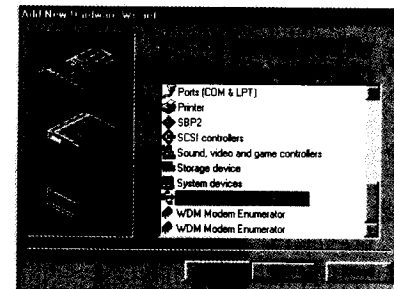 Add New Hardware Wizard
Ports (COM & LPT)
Printer
SBP2
SCSI controllers
Sound, video and game controllers
Storage device
System devices
WDM Modem Enumerator
WDM Modem Enumerator